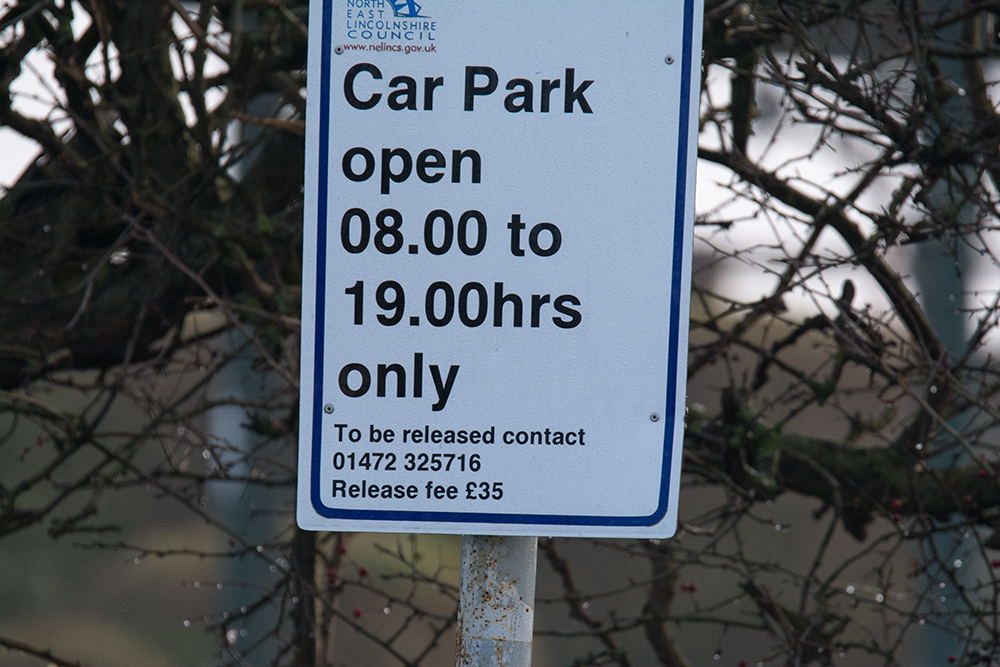 NORTH
EAST
LINCOLNSHIRE
COUNCIL
www.nelincs.gov.uk
Car Park
open
08.00 to
19.00hrs
only
To be released contact
01472 325716
Release fee £35